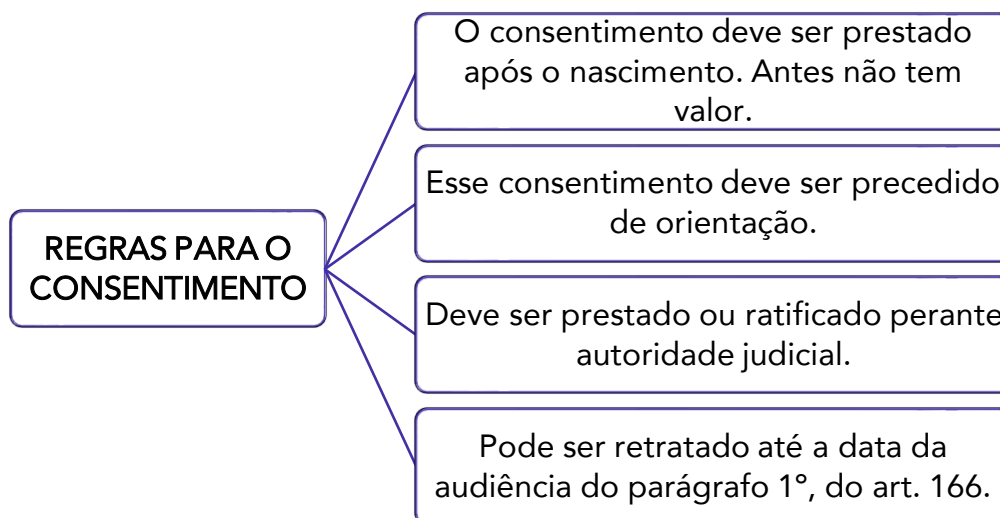 O consentimento deve ser prestado
após o nascimento. Antes não tem
valor.
Esse consentimento deve ser precedido
de orientação.
REGRAS PARA O
CONSENTIMENTO
Deve ser prestado ou ratificado perante
autoridade judicial.
Pode ser retratado até a data da
audiência do parágrafo 1º, do art. 166.